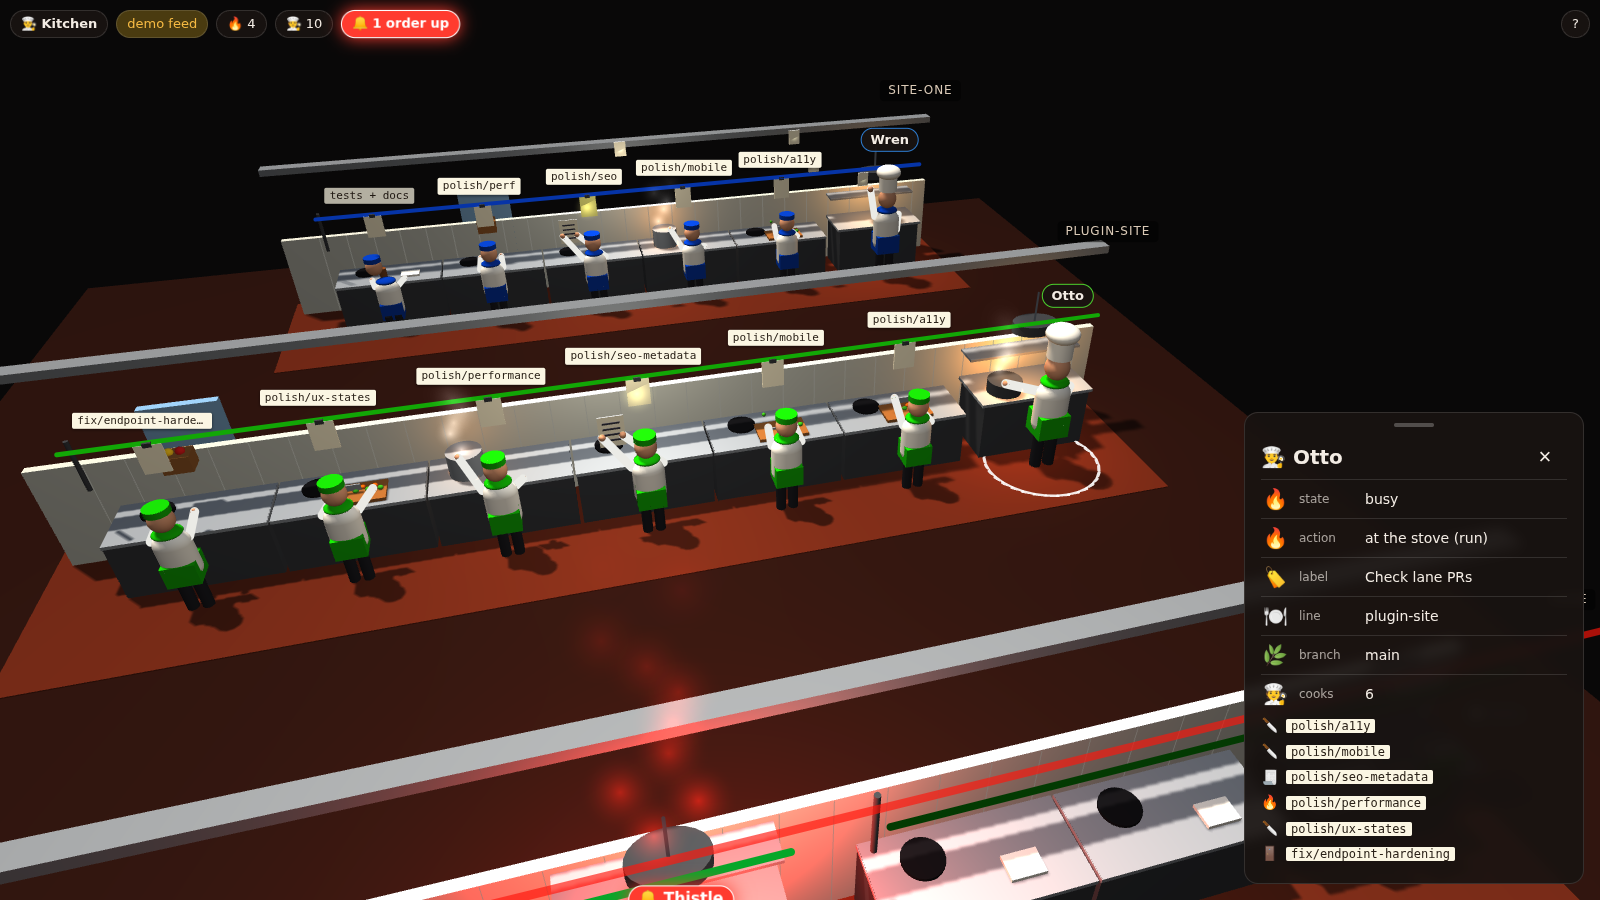 Kitchen
demo feed
4
10
1 order up
?
SITE-ONE
Wren
polish/a11y
polish/mobile
polish/seo
polish/perf
tests + docs
PLUGIN-SITE
Otto
polish/a11y
polish/mobile
polish/seo-metadata
polish/performance
polish/ux-states
fix/endpoint-harde…
Thistle
Otto
×
state busy
action at the stove (run)
label Check lane PRs
line plugin-site
branch main
cooks 6
polish/a11y
polish/mobile
polish/seo-metadata
polish/performance
polish/ux-states
fix/endpoint-hardening